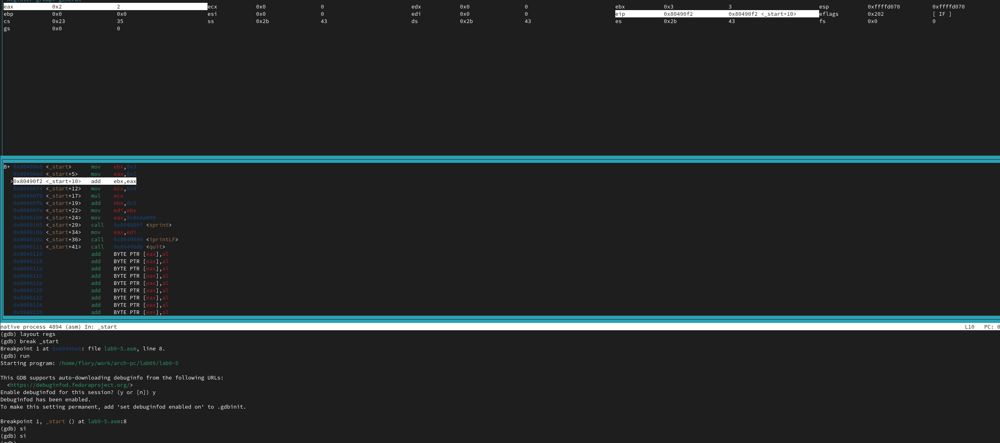 Register group: general
eax 0x2 2 ecx 0x0 0 edx 0x0 0 ebx 0x3 3 esp 0xffffd070 0xffffd070
ebp 0x0 0x0 esi 0x0 0 edi 0x0 0 eip 0x80490f2 0x80490f2 <_start+10> eflags 0x202 [ IF ]
cs 0x23 35 ss 0x2b 43 ds 0x2b 43 es 0x2b 43 fs 0x0 0
gs 0x0 0
B+ 0x80490e8 <_start> mov ebx,0x3
0x80490ed <_start+5> mov eax,0x2
>0x80490f2 <_start+10> add ebx,eax
0x80490f4 <_start+12> mov ecx,0x4
0x80490f9 <_start+17> mul ecx
0x80490fb <_start+19> add ebx,0x5
0x80490fe <_start+22> mov edi,ebx
0x8049100 <_start+24> mov eax,0x804a000
0x8049105 <_start+29> call 0x804900f <sprint>
0x804910a <_start+34> mov eax,edi
0x804910c <_start+36> call 0x8049086 <iprintLF>
0x8049111 <_start+41> call 0x80490db <quit>
0x8049116 add BYTE PTR [eax],al
0x8049118 add BYTE PTR [eax],al
0x804911a add BYTE PTR [eax],al
0x804911c add BYTE PTR [eax],al
0x804911e add BYTE PTR [eax],al
0x8049120 add BYTE PTR [eax],al
0x8049122 add BYTE PTR [eax],al
0x8049124 add BYTE PTR [eax],al
0x8049126 add BYTE PTR [eax],al
native process 4894 (asm) In: _start L10 PC: 0
(gdb) layout regs
(gdb) break _start
Breakpoint 1 at 0x80490e8: file lab9-5.asm, line 8.
(gdb) run
Starting program: /home/flory/work/arch-pc/lab09/lab9-5
This GDB supports auto-downloading debuginfo from the following URLs:
<https://debuginfod.fedoraproject.org/>
Enable debuginfod for this session? (y or [n]) y
Debuginfod has been enabled.
To make this setting permanent, add 'set debuginfod enabled on' to .gdbinit.
Breakpoint 1, _start () at lab9-5.asm:8
(gdb) si
(gdb) si
(gdb)